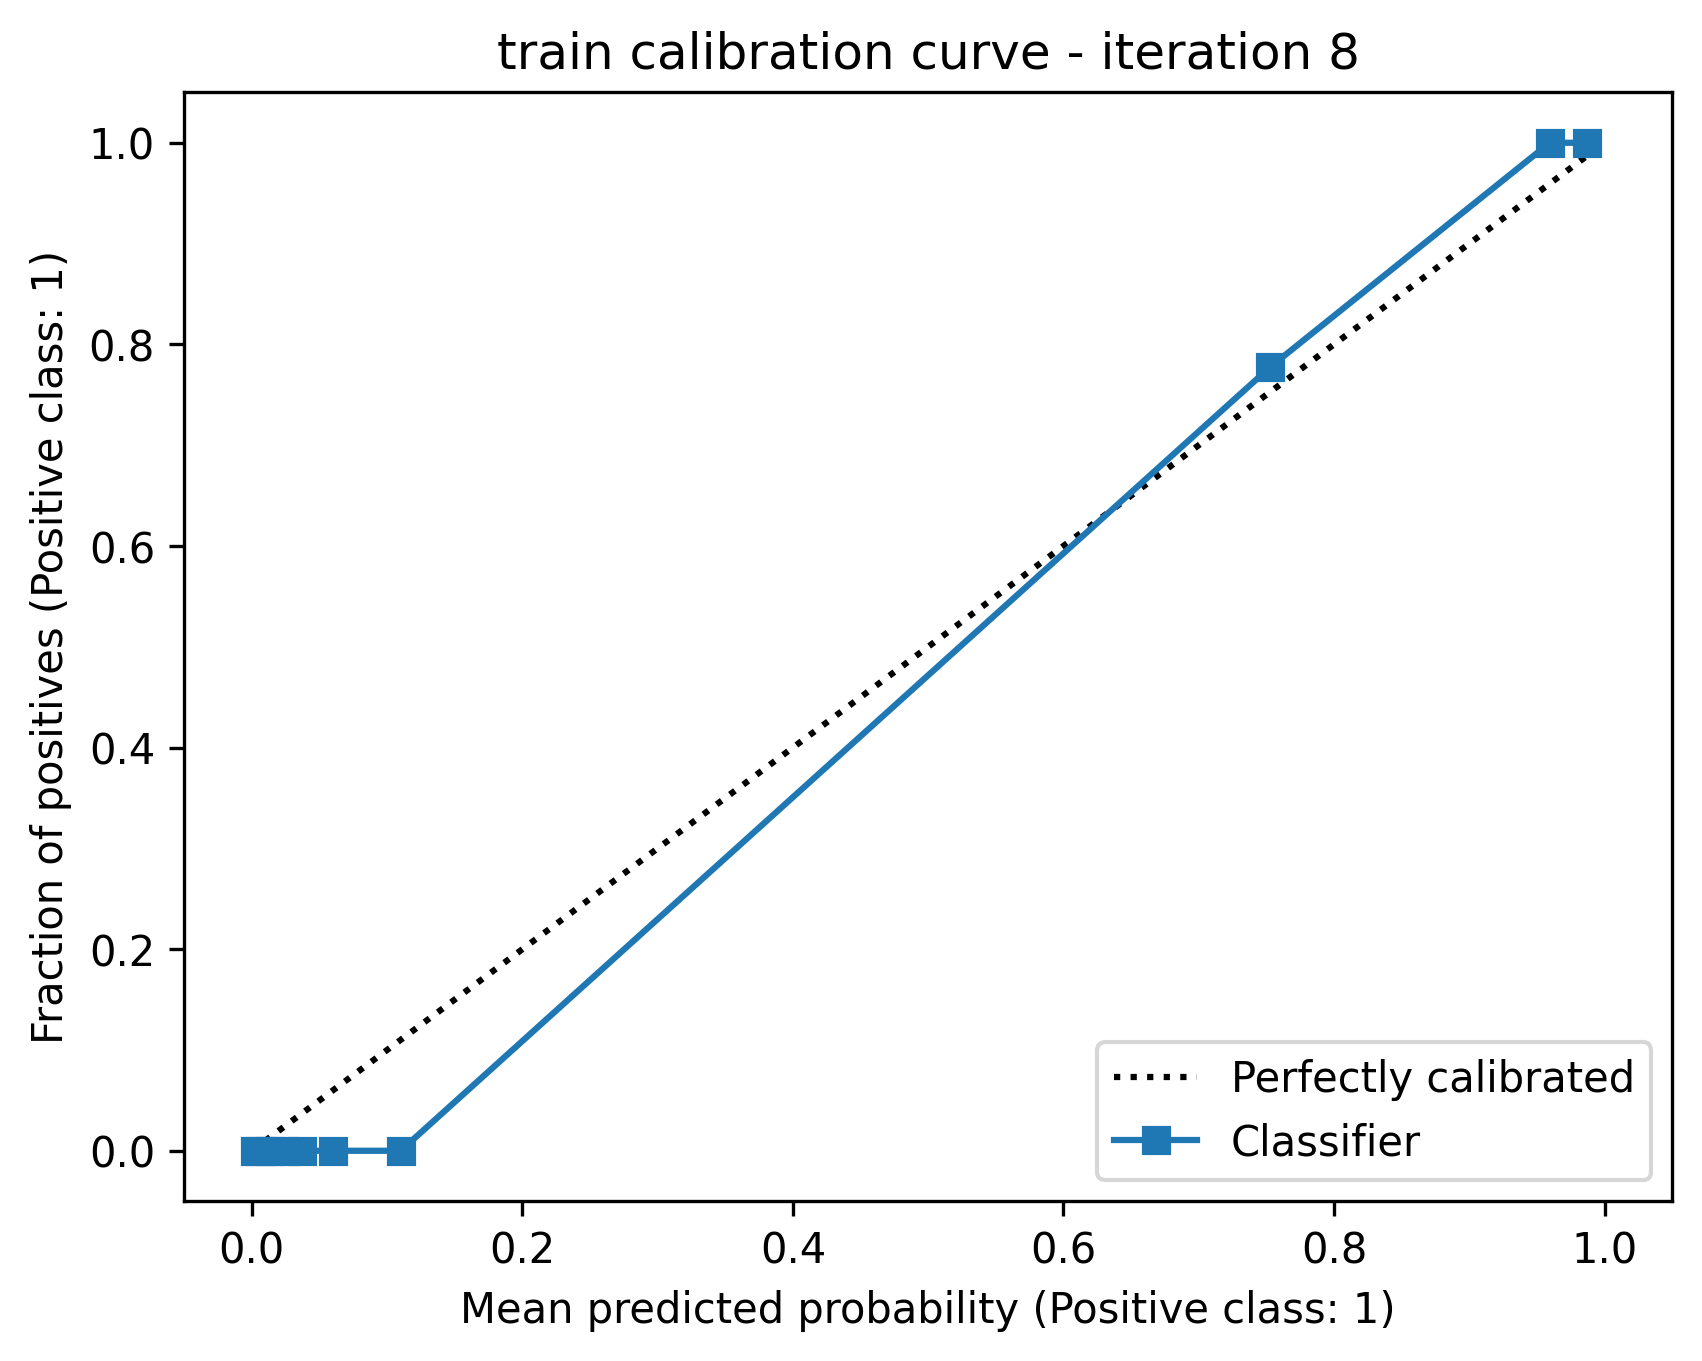 train calibration curve - iteration 8
Fraction of positives (Positive class: 1)
1.0
0.8
0.6
0.4
0.2
0.0
Perfectly calibrated
Classifier
0.0 0.2 0.4 0.6 0.8 1.0
Mean predicted probability (Positive class: 1)